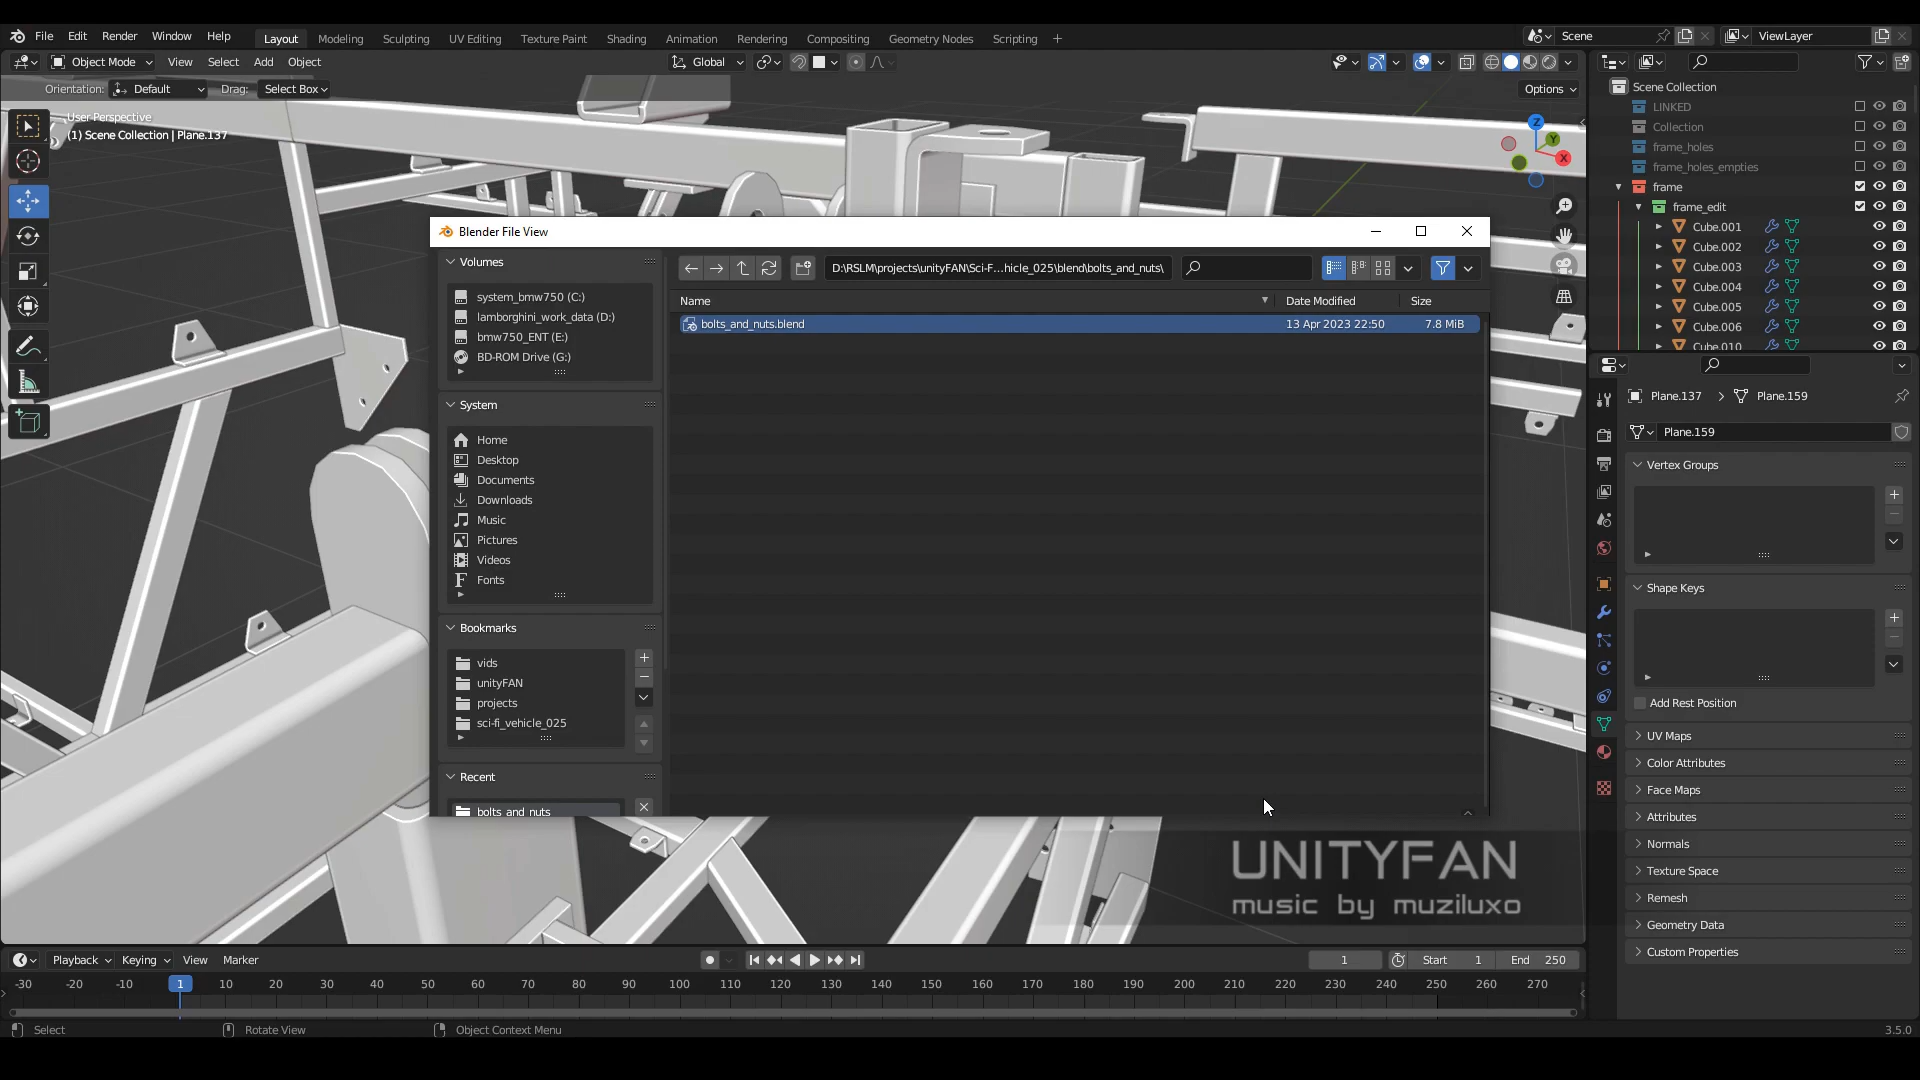 File Edit Render Window Help Layout Modeling Sculpting UV Editing Texture Paint Shading Animation Rendering Compositing Geometry Nodes Scripting + Scene ViewLayer
Object Mode View Select Add Object Global
Orientation: Default Drag: Select Box Options
User Perspective
(1) Scene Collection | Plane.137
Z
Y
X
Scene Collection
LINKED
Collection
frame_holes
frame_holes_empties
frame
frame_edit
Cube.001
Cube.002
Cube.003
Cube.004
Cube.005
Cube.006
Cube.010
Blender File View
Volumes
system_bmw750 (C:)
lamborghini_work_data (D:)
bmw750_ENT (E:)
BD-ROM Drive (G:)
System
Home
Desktop
Documents
Downloads
Music
Pictures
Videos
Fonts
Bookmarks
vids
unityFAN
projects
sci-fi_vehicle_025
Recent
bolts_and_nuts
D:\RSLM\projects\unityFAN\Sci-F...hicle_025\blend\bolts_and_nuts\
Name Date Modified Size
bolts_and_nuts.blend 13 Apr 2023 22:50 7.8 MiB
Plane.137 Plane.159
Plane.159
Vertex Groups
Shape Keys
Add Rest Position
UV Maps
Color Attributes
Face Maps
Attributes
Normals
Texture Space
Remesh
Geometry Data
Custom Properties
UNITYFAN
music by muziluxo
Playback Keying View Marker 1 Start 1 End 250
-30 -20 -10 1 10 20 30 40 50 60 70 80 90 100 110 120 130 140 150 160 170 180 190 200 210 220 230 240 250 260 270
Select Rotate View Object Context Menu 3.5.0